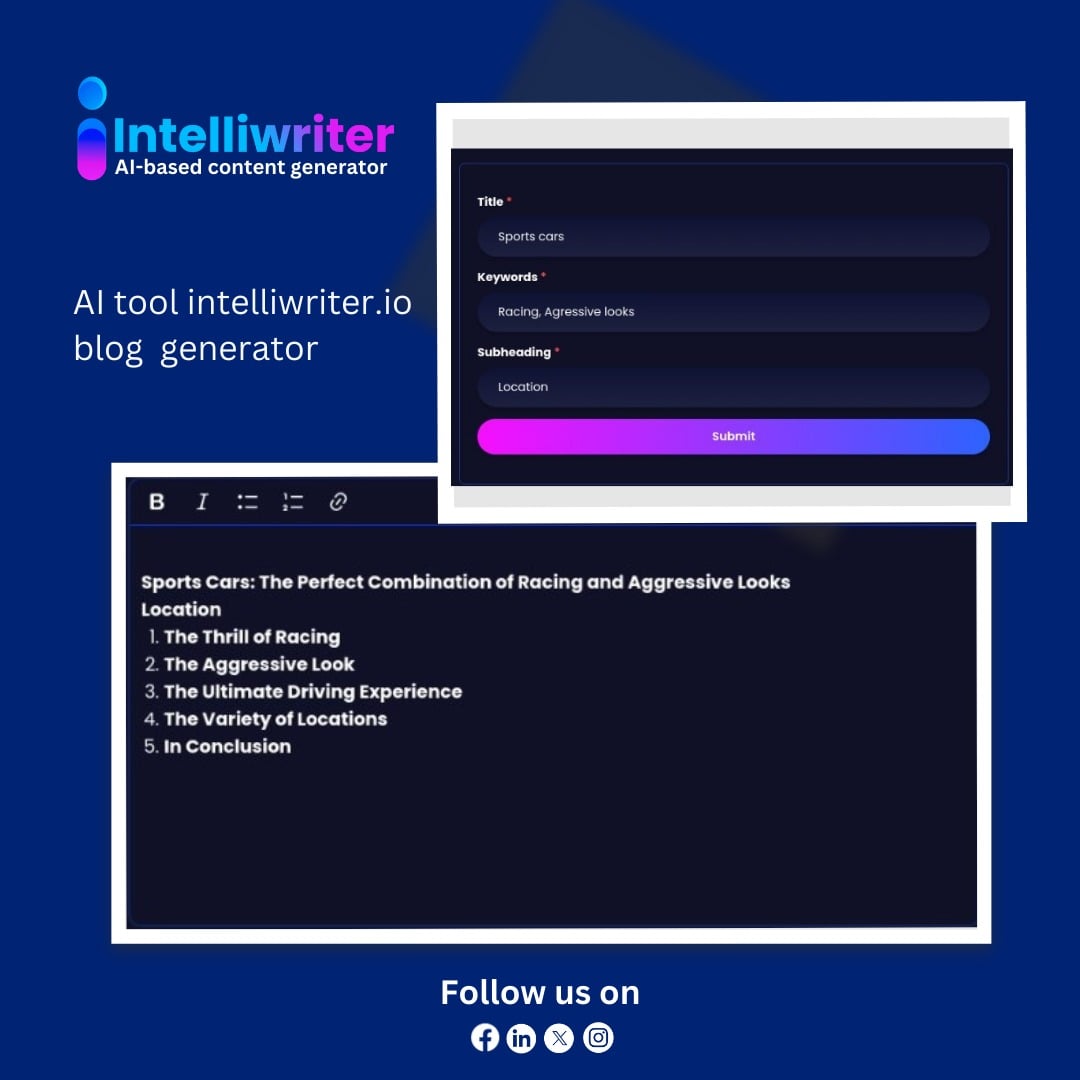 Intelliwriter
AI-based content generator
AI tool intelliwriter.io
blog generator
Title *
Sports cars
Keywords *
Racing, Agressive looks
Subheading *
Location
Submit
B I
Sports Cars: The Perfect Combination of Racing and Aggressive Looks
Location
1. The Thrill of Racing
2. The Aggressive Look
3. The Ultimate Driving Experience
4. The Variety of Locations
5. In Conclusion
Follow us on